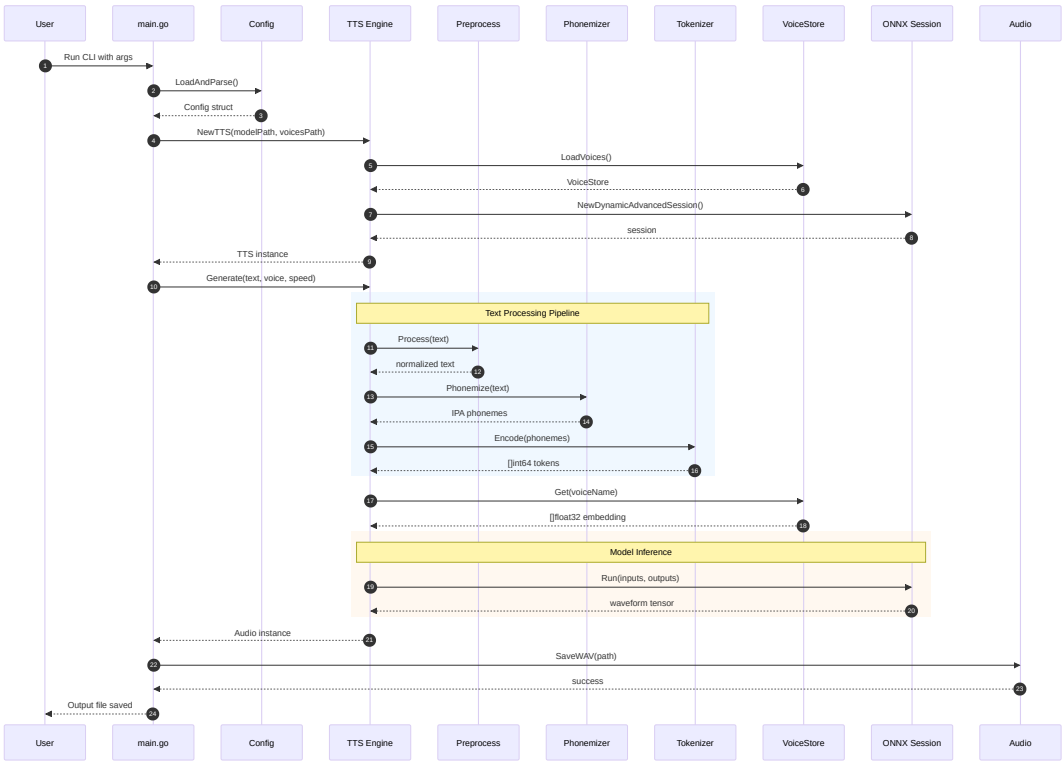 User main.go Config TTS Engine Preprocess Phonemizer Tokenizer VoiceStore ONNX Session Audio
Run CLI with args
1
LoadAndParse()
2
Config struct
3
NewTTS(modelPath, voicesPath)
4
LoadVoices()
5
VoiceStore
6
NewDynamicAdvancedSession()
7
session
8
TTS instance
9
Generate(text, voice, speed)
10
Text Processing Pipeline
Process(text)
11
normalized text
12
Phonemize(text)
13
IPA phonemes
14
Encode(phonemes)
15
[]int64 tokens
16
Get(voiceName)
17
[]float32 embedding
18
Model Inference
Run(inputs, outputs)
19
waveform tensor
20
Audio instance
21
SaveWAV(path)
22
success
23
Output file saved
24
User main.go Config TTS Engine Preprocess Phonemizer Tokenizer VoiceStore ONNX Session Audio